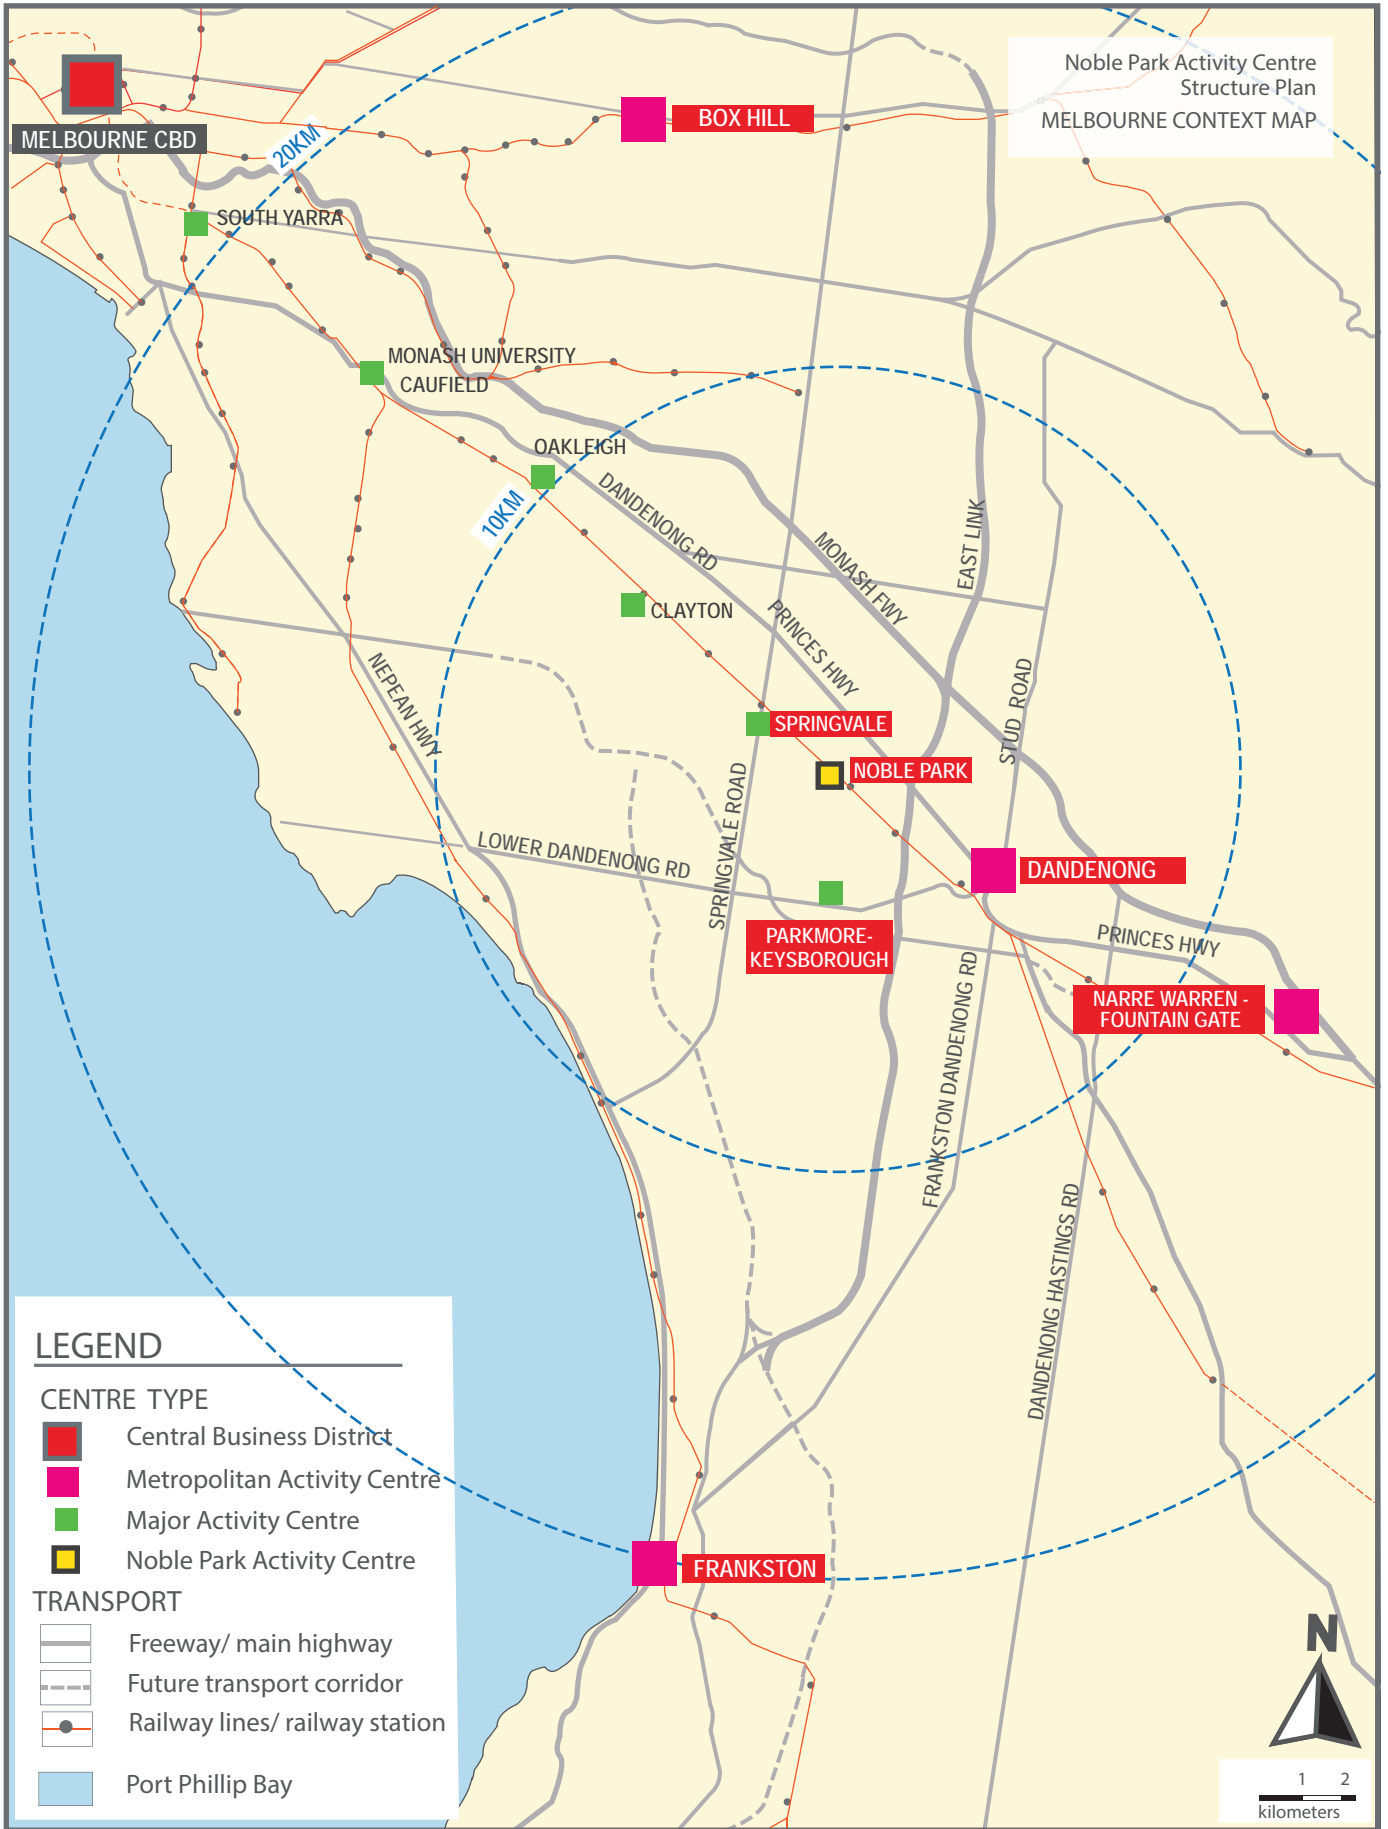 Noble Park Activity Centre
Structure Plan
MELBOURNE CONTEXT MAP
MELBOURNE CBD
BOX HILL
20KM
SOUTH YARRA
MONASH UNIVERSITY
CAUFIELD
OAKLEIGH
10KM
DANDENONG RD
MONASH FWY
EAST LINK
CLAYTON
PRINCES HWY
NEPEAN HWY
STUD ROAD
SPRINGVALE
NOBLE PARK
SPRINGVALE ROAD
LOWER DANDENONG RD
DANDENONG
PARKMORE-
KEYSBOROUGH
PRINCES HWY
FRANKSTON DANDENONG RD
NARRE WARREN -
FOUNTAIN GATE
DANDENONG HASTINGS RD
FRANKSTON
LEGEND
CENTRE TYPE
Central Business District
Metropolitan Activity Centre
Major Activity Centre
Noble Park Activity Centre
TRANSPORT
Freeway/ main highway
Future transport corridor
Railway lines/ railway station
Port Phillip Bay
N
1 2
kilometers